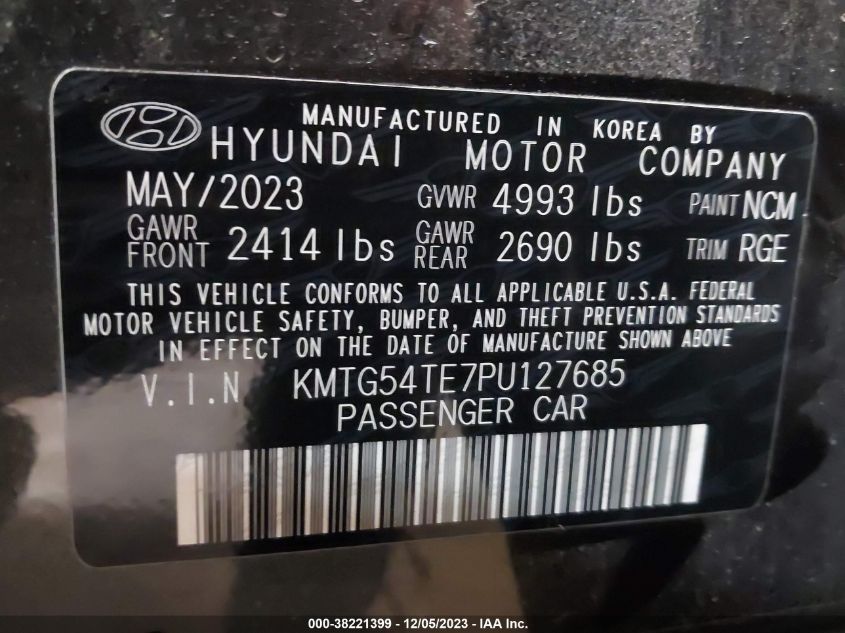 MANUFACTURED IN KOREA BY
HYUNDAI MOTOR COMPANY
MAY/2023 GVWR 4993 lbs PAINT NCM
GAWR FRONT 2414 lbs GAWR REAR 2690 lbs TRIM RGE
THIS VEHICLE CONFORMS TO ALL APPLICABLE U.S.A. FEDERAL
MOTOR VEHICLE SAFETY, BUMPER, AND THEFT PREVENTION STANDARDS
IN EFFECT ON THE DATE OF MANUFACTURE SHOWN ABOVE
V.I.N KMTG54TE7PU127685
PASSENGER CAR
000-38221399 - 12/05/2023 - IAA Inc.